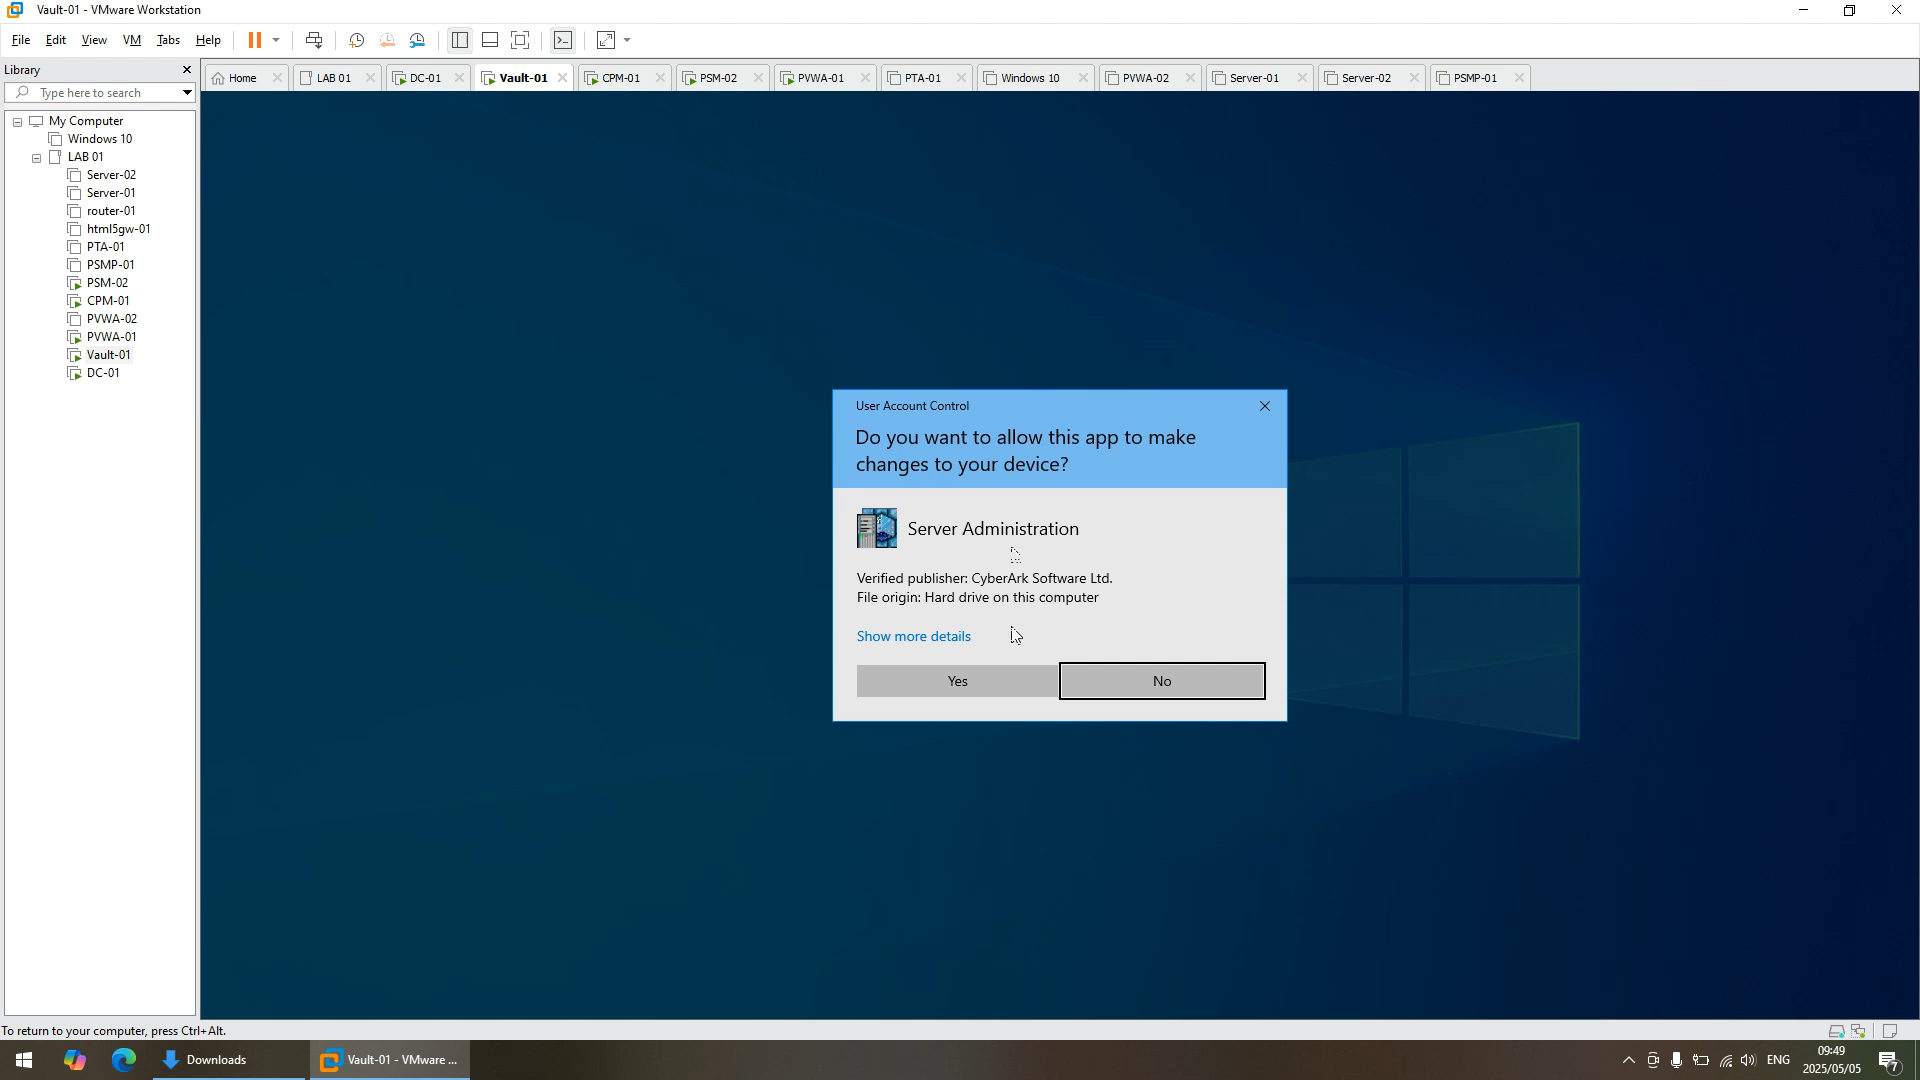 Vault-01 - VMware Workstation
File Edit View VM Tabs Help
Library
Type here to search
Home
LAB 01
DC-01
Vault-01
CPM-01
PSM-02
PVWA-01
PTA-01
Windows 10
PVWA-02
Server-01
Server-02
PSMP-01
My Computer
Windows 10
LAB 01
Server-02
Server-01
router-01
html5gw-01
PTA-01
PSMP-01
PSM-02
CPM-01
PVWA-02
PVWA-01
Vault-01
DC-01
User Account Control
Do you want to allow this app to make
changes to your device?
Server Administration
Verified publisher: CyberArk Software Ltd.
File origin: Hard drive on this computer
Show more details
Yes
No
To return to your computer, press Ctrl+Alt.
Downloads
Vault-01 - VMware ...
ENG
09:49
2025/05/05
7